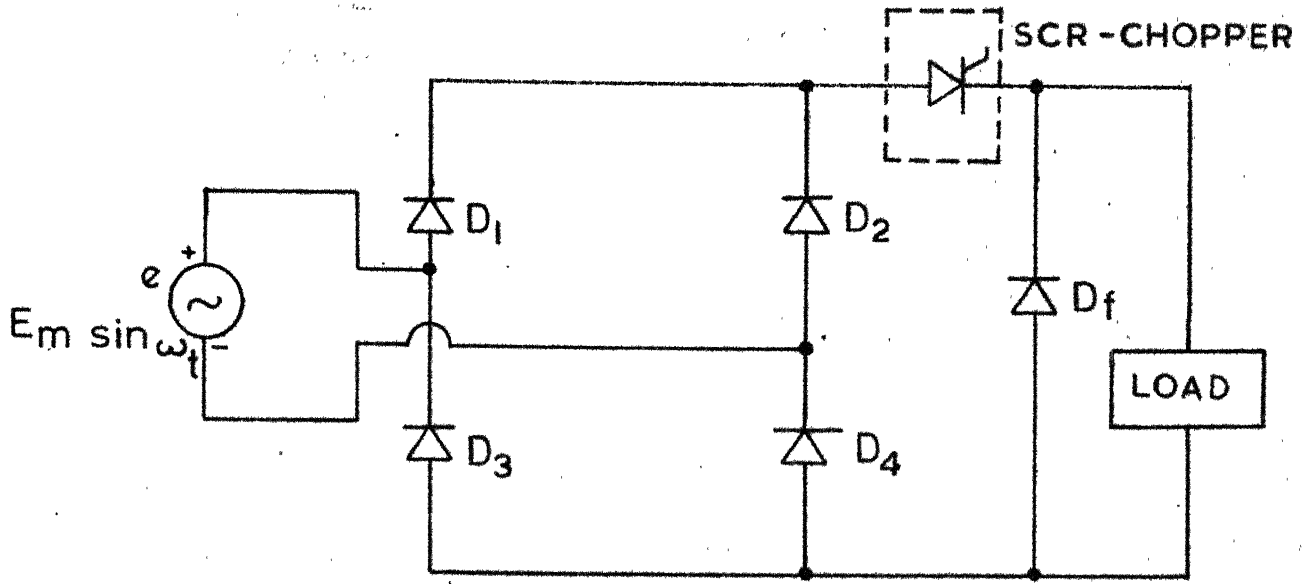 SCR-CHOPPER
D1
D2
e
+
Em sin ωt
-
Df
LOAD
D3
D4